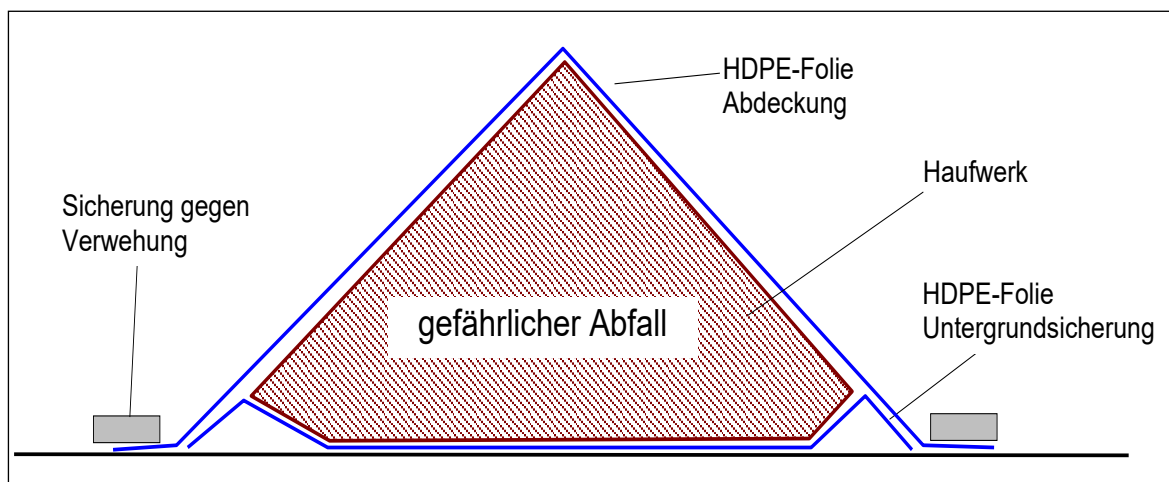 HDPE-Folie
Abdeckung
Haufwerk
Sicherung gegen
Verwehung
HDPE-Folie
Untergrundsicherung
gefährlicher Abfall